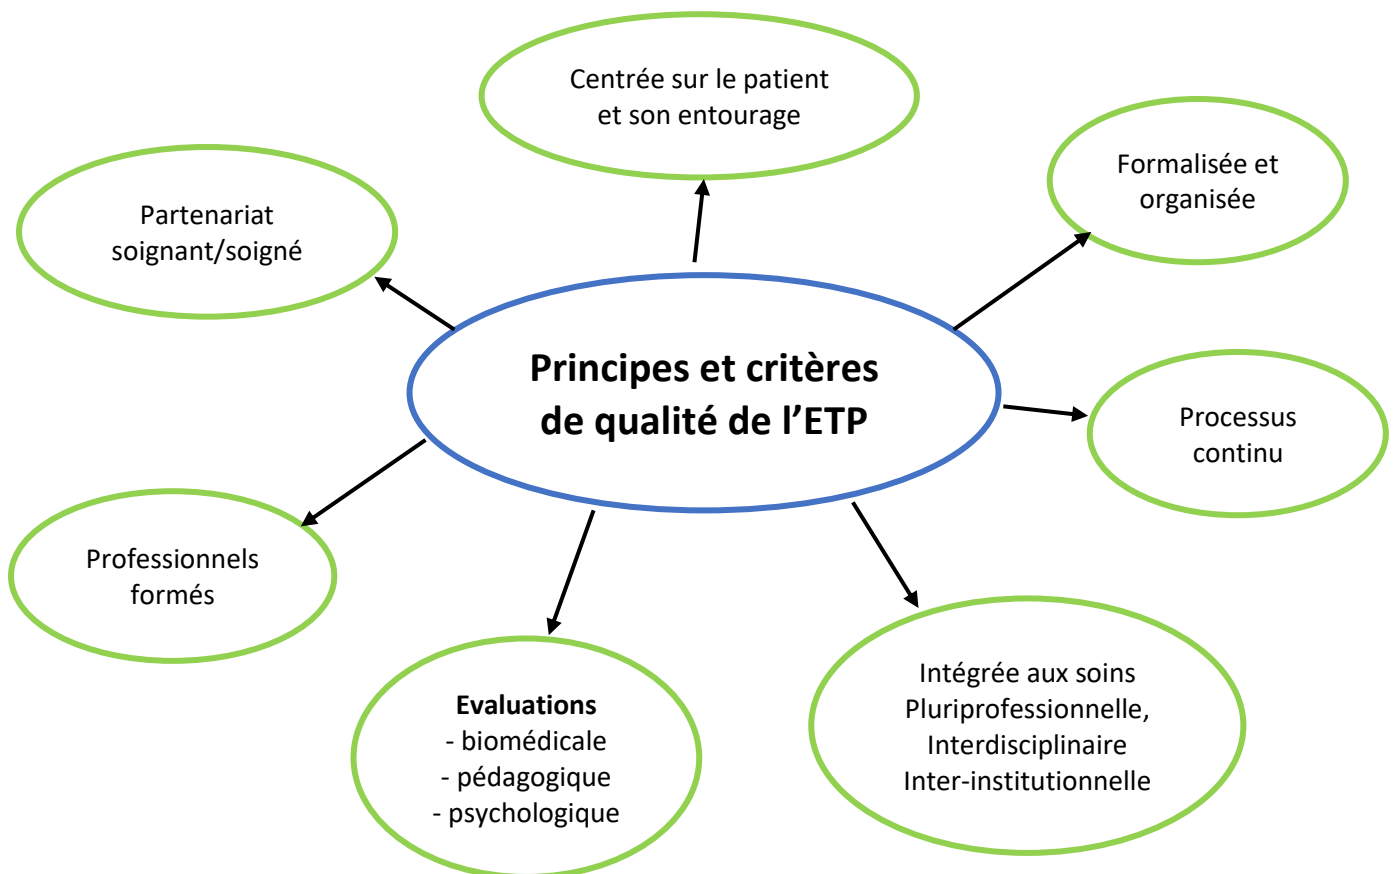 Centrée sur le patient
et son entourage
Formalisée et
organisée
Partenariat
soignant/soigné
Principes et critères
de qualité de l’ETP
Processus
continu
Professionnels
formés
Evaluations
- biomédicale
- pédagogique
- psychologique
Intégrée aux soins
Pluriprofessionnelle,
Interdisciplinaire
Inter-institutionnelle